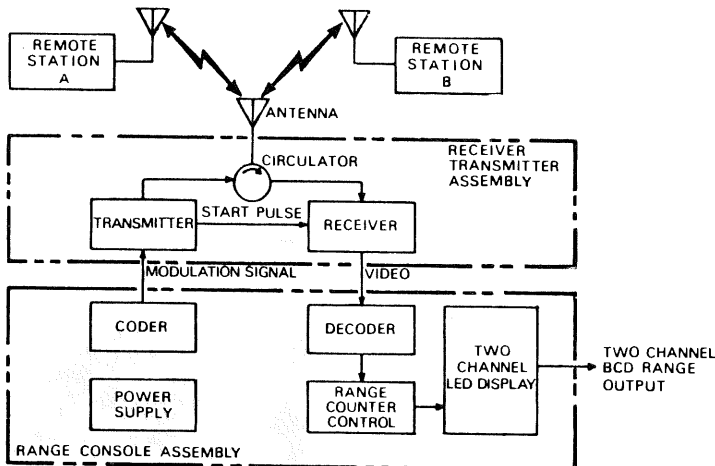 REMOTE
STATION
A
REMOTE
STATION
B
ANTENNA
RECEIVER
TRANSMITTER
ASSEMBLY
CIRCULATOR
TRANSMITTER
START PULSE
RECEIVER
MODULATION SIGNAL
VIDEO
CODER
DECODER
TWO
CHANNEL
LED DISPLAY
TWO CHANNEL
BCD RANGE
OUTPUT
POWER
SUPPLY
RANGE
COUNTER
CONTROL
RANGE CONSOLE ASSEMBLY